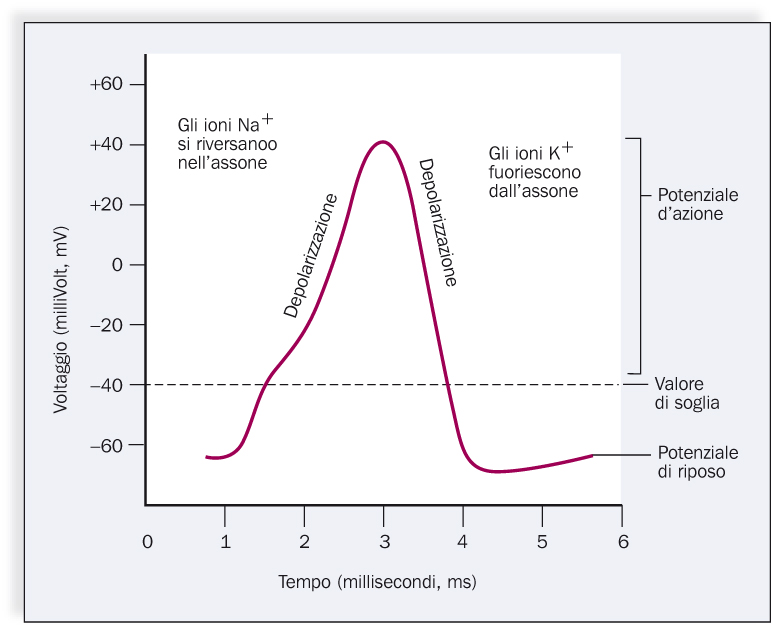 +60
+40
+20
0
–20
–40
–60
Voltaggio (milliVolt, mV)
Gli ioni Na+
si riversanoo
nell'assone
Depolarizzazione
Depolarizzazione
Gli ioni K+
fuoriescono
dall'assone
Potenziale
d'azione
Valore
di soglia
Potenziale
di riposo
0 1 2 3 4 5 6
Tempo (millisecondi, ms)